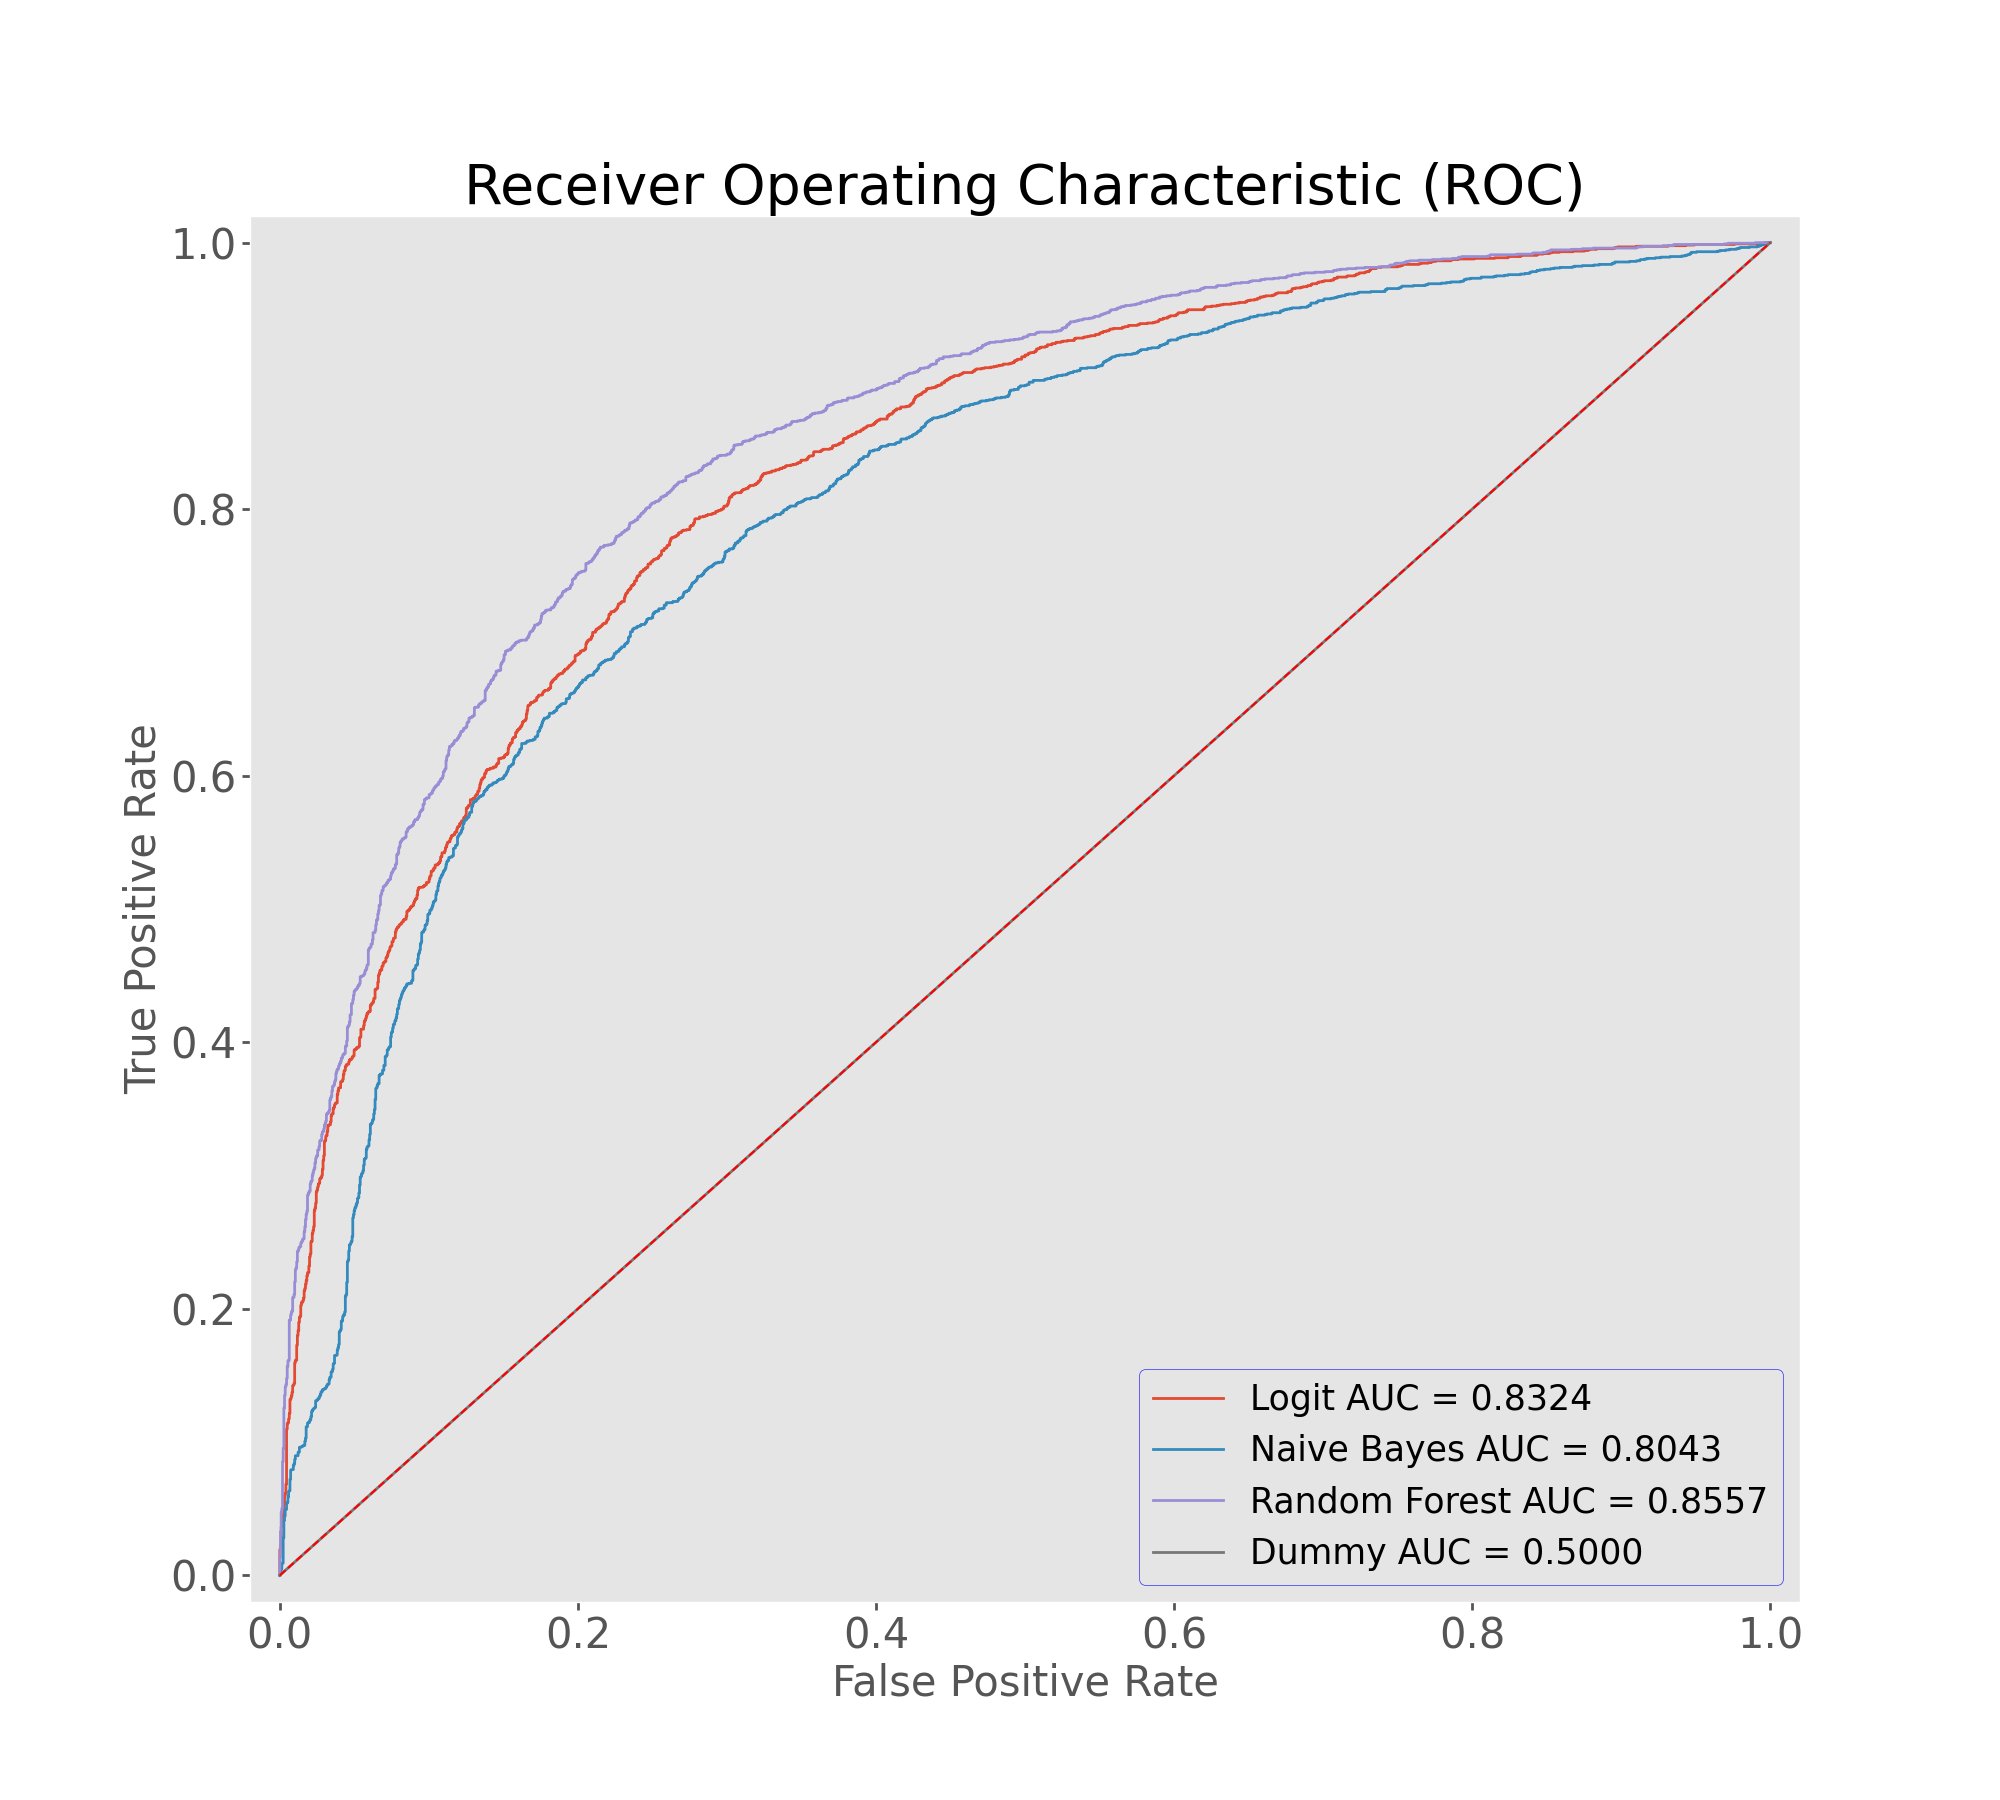 Receiver Operating Characteristic (ROC)
1.0
0.8
0.6
0.4
0.2
0.0
True Positive Rate
Logit AUC = 0.8324
Naive Bayes AUC = 0.8043
Random Forest AUC = 0.8557
Dummy AUC = 0.5000
0.0 0.2 0.4 0.6 0.8 1.0
False Positive Rate